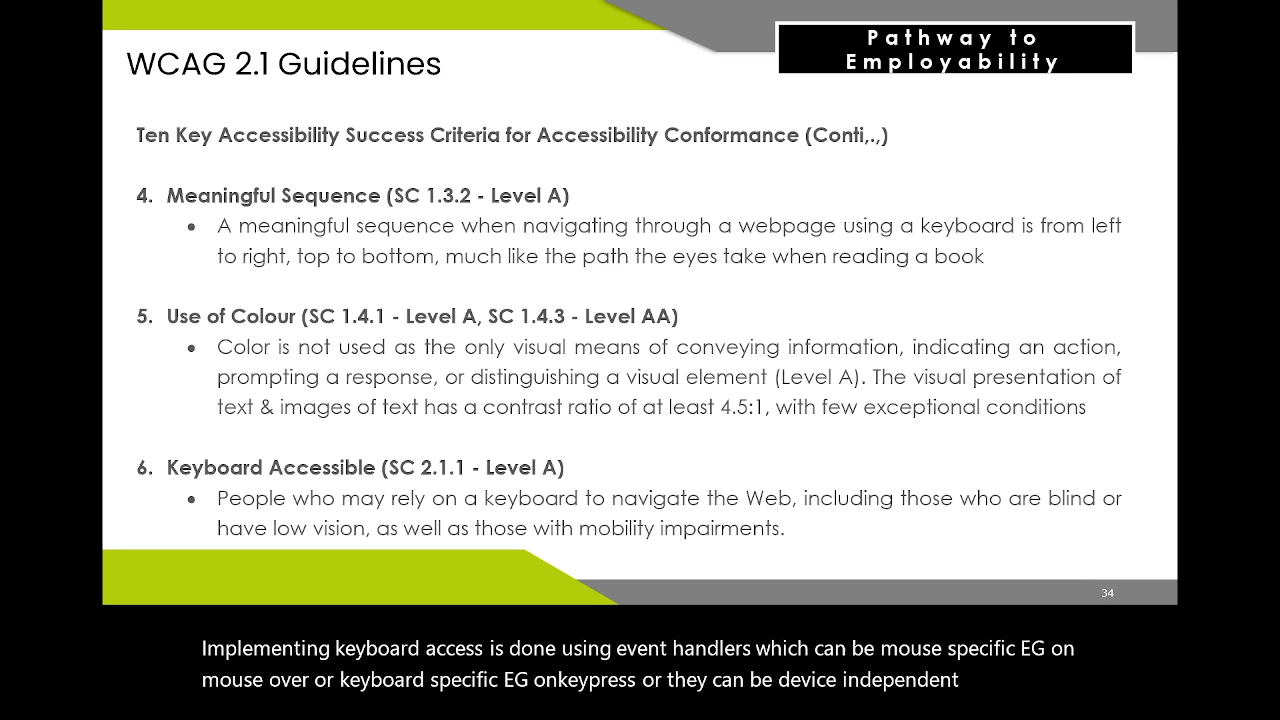 Pathway to
Employability
WCAG 2.1 Guidelines
Ten Key Accessibility Success Criteria for Accessibility Conformance (Conti,.,)
4. Meaningful Sequence (SC 1.3.2 - Level A)
• A meaningful sequence when navigating through a webpage using a keyboard is from left
to right, top to bottom, much like the path the eyes take when reading a book
5. Use of Colour (SC 1.4.1 - Level A, SC 1.4.3 - Level AA)
• Color is not used as the only visual means of conveying information, indicating an action,
prompting a response, or distinguishing a visual element (Level A). The visual presentation of
text & images of text has a contrast ratio of at least 4.5:1, with few exceptional conditions
6. Keyboard Accessible (SC 2.1.1 - Level A)
• People who may rely on a keyboard to navigate the Web, including those who are blind or
have low vision, as well as those with mobility impairments.
34
Implementing keyboard access is done using event handlers which can be mouse specific EG on
mouse over or keyboard specific EG onkeypress or they can be device independent